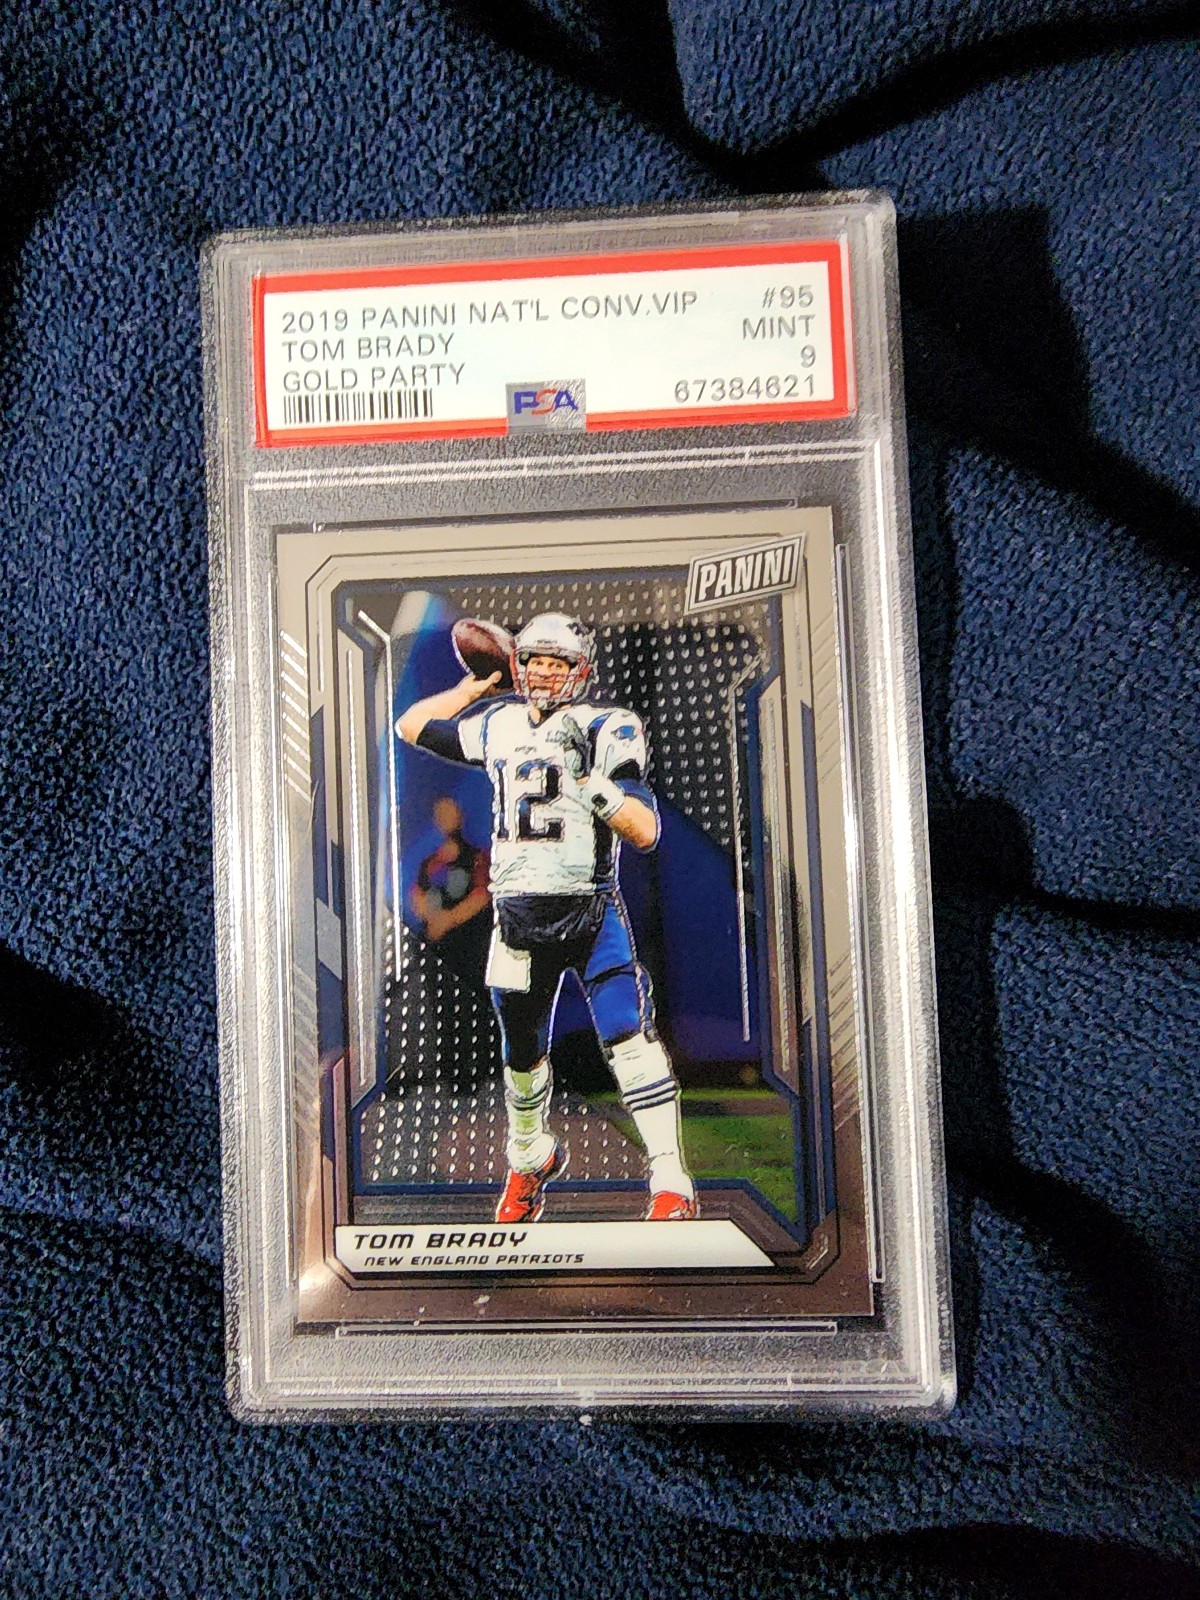 2019 PANINI NAT'L CONV.VIP #95
TOM BRADY MINT
GOLD PARTY 9
67384621
PSA
PANINI
12
TOM BRADY
NEW ENGLAND PATRIOTS